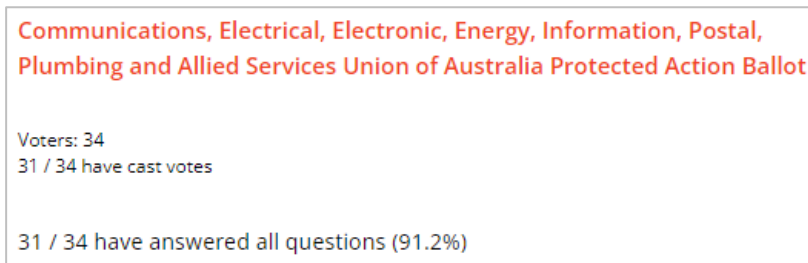 Communications, Electrical, Electronic, Energy, Information, Postal,
Plumbing and Allied Services Union of Australia Protected Action Ballot
Voters: 34
31 / 34 have cast votes
31 / 34 have answered all questions (91.2%)